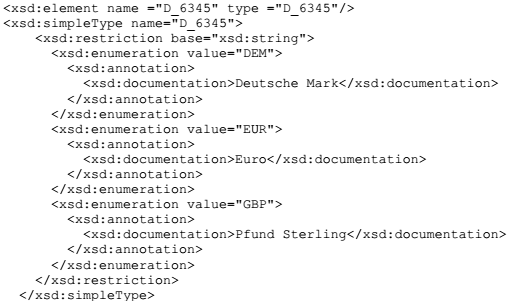 <xsd:element name ="D_6345" type ="D_6345"/>
<xsd:simpleType name="D_6345">
    <xsd:restriction base="xsd:string">
      <xsd:enumeration value="DEM">
        <xsd:annotation>
          <xsd:documentation>Deutsche Mark</xsd:documentation>
        </xsd:annotation>
      </xsd:enumeration>
      <xsd:enumeration value="EUR">
        <xsd:annotation>
          <xsd:documentation>Euro</xsd:documentation>
        </xsd:annotation>
      </xsd:enumeration>
      <xsd:enumeration value="GBP">
        <xsd:annotation>
          <xsd:documentation>Pfund Sterling</xsd:documentation>
        </xsd:annotation>
      </xsd:enumeration>
    </xsd:restriction>
  </xsd:simpleType>